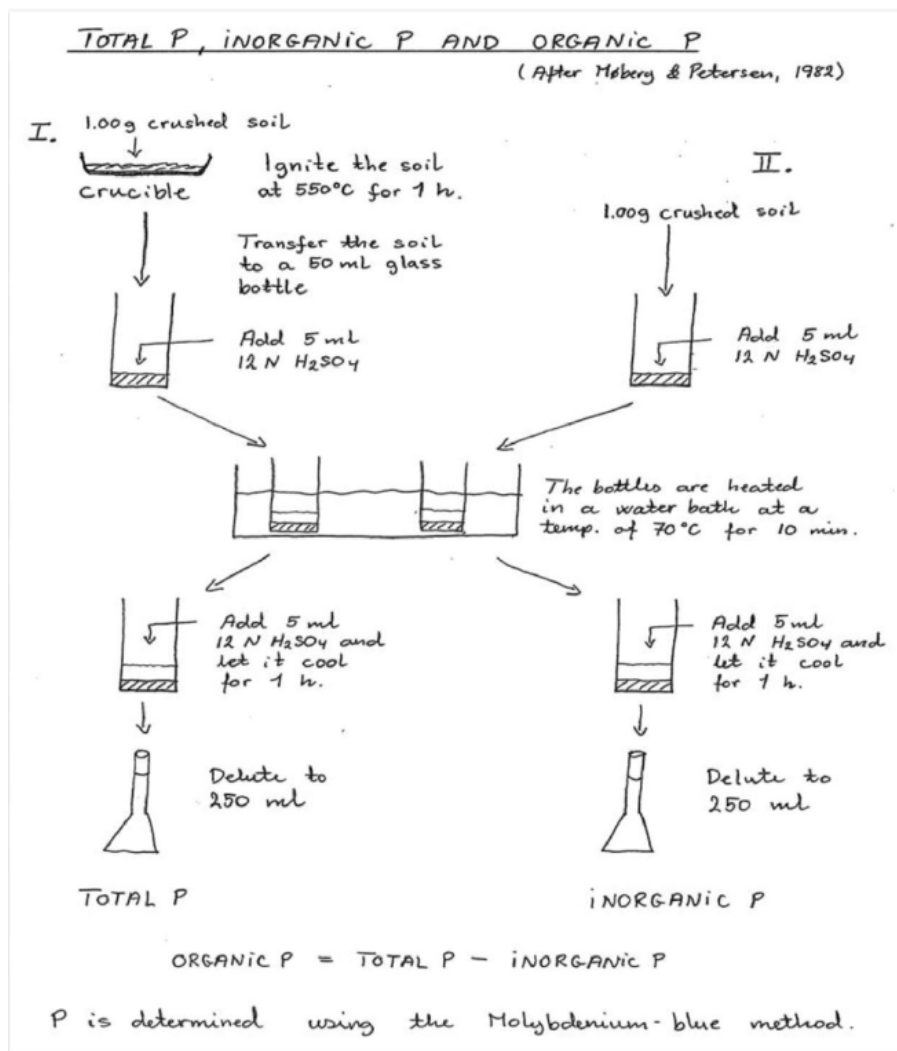 TOTAL P, INORGANIC P AND ORGANIC P
(After Møberg & Petersen, 1982)
I.
1.00g crushed soil
crucible
Ignite the soil
at 550°C for 1 h.
Transfer the soil
to a 50 ml glass
bottle
Add 5 ml
12 N H₂SO₄
II.
1.00g crushed soil
Add 5 ml
12 N H₂SO₄
The bottles are heated
in a water bath at a
temp. of 70°C for 10 min.
Add 5 ml
12 N H₂SO₄ and
let it cool
for 1 h.
Add 5 ml
12 N H₂SO₄ and
let it cool
for 1 h.
Delute to
250 ml
Delute to
250 ml
TOTAL P
INORGANIC P
ORGANIC P = TOTAL P - INORGANIC P
P is determined using the Molybdenium-blue method.